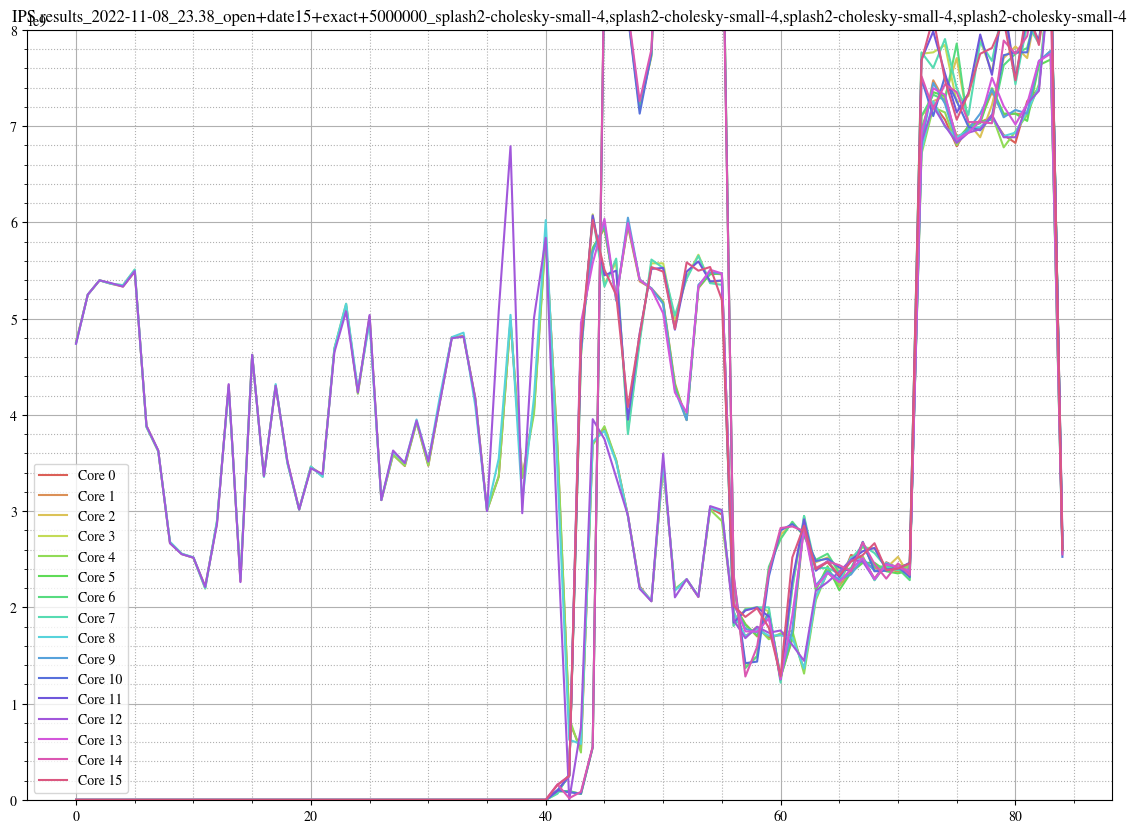 IPS_results_2022-11-08_23.38_open+date15+exact+5000000_splash2-cholesky-small-4,splash2-cholesky-small-4,splash2-cholesky-small-4,splash2-cholesky-small-4
1e9
8
7
6
5
4
3
2
1
0
Core 0
Core 1
Core 2
Core 3
Core 4
Core 5
Core 6
Core 7
Core 8
Core 9
Core 10
Core 11
Core 12
Core 13
Core 14
Core 15
0 20 40 60 80